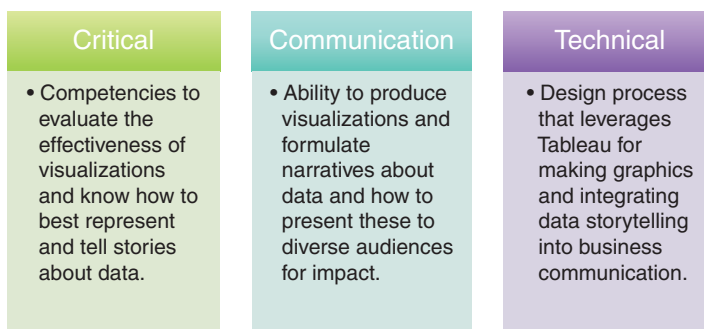 Critical
• Competencies to
evaluate the
effectiveness of
visualizations
and know how to
best represent
and tell stories
about data.
Communication
• Ability to produce
visualizations and
formulate
narratives about
data and how to
present these to
diverse audiences
for impact.
Technical
• Design process
that leverages
Tableau for
making graphics
and integrating
data storytelling
into business
communication.